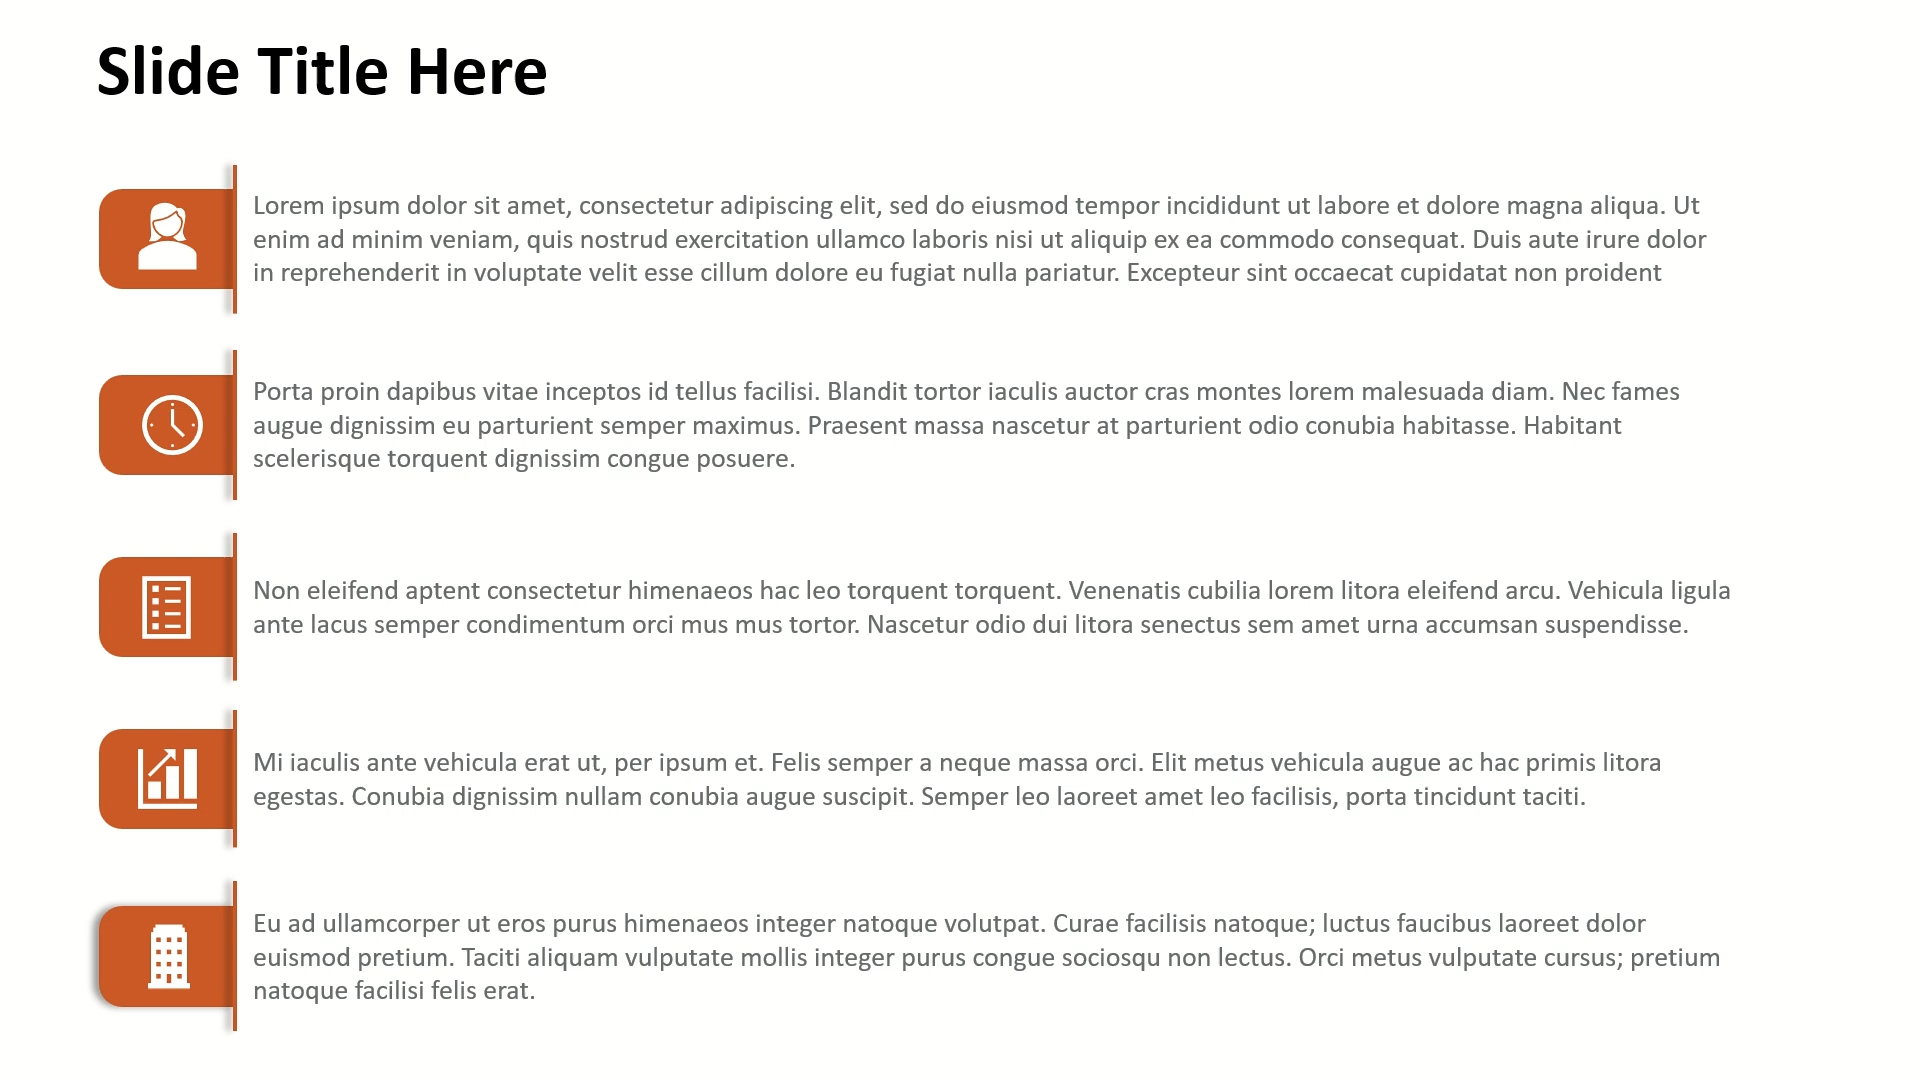 Slide Title Here
Lorem ipsum dolor sit amet, consectetur adipiscing elit, sed do eiusmod tempor incididunt ut labore et dolore magna aliqua. Ut
enim ad minim veniam, quis nostrud exercitation ullamco laboris nisi ut aliquip ex ea commodo consequat. Duis aute irure dolor
in reprehenderit in voluptate velit esse cillum dolore eu fugiat nulla pariatur. Excepteur sint occaecat cupidatat non proident
Porta proin dapibus vitae inceptos id tellus facilisi. Blandit tortor iaculis auctor cras montes lorem malesuada diam. Nec fames
augue dignissim eu parturient semper maximus. Praesent massa nascetur at parturient odio conubia habitasse. Habitant
scelerisque torquent dignissim congue posuere.
Non eleifend aptent consectetur himenaeos hac leo torquent torquent. Venenatis cubilia lorem litora eleifend arcu. Vehicula ligula
ante lacus semper condimentum orci mus mus tortor. Nascetur odio dui litora senectus sem amet urna accumsan suspendisse.
Mi iaculis ante vehicula erat ut, per ipsum et. Felis semper a neque massa orci. Elit metus vehicula augue ac hac primis litora
egestas. Conubia dignissim nullam conubia augue suscipit. Semper leo laoreet amet leo facilisis, porta tincidunt taciti.
Eu ad ullamcorper ut eros purus himenaeos integer natoque volutpat. Curae facilisis natoque; luctus faucibus laoreet dolor
euismod pretium. Taciti aliquam vulputate mollis integer purus congue sociosqu non lectus. Orci metus vulputate cursus; pretium
natoque facilisi felis erat.